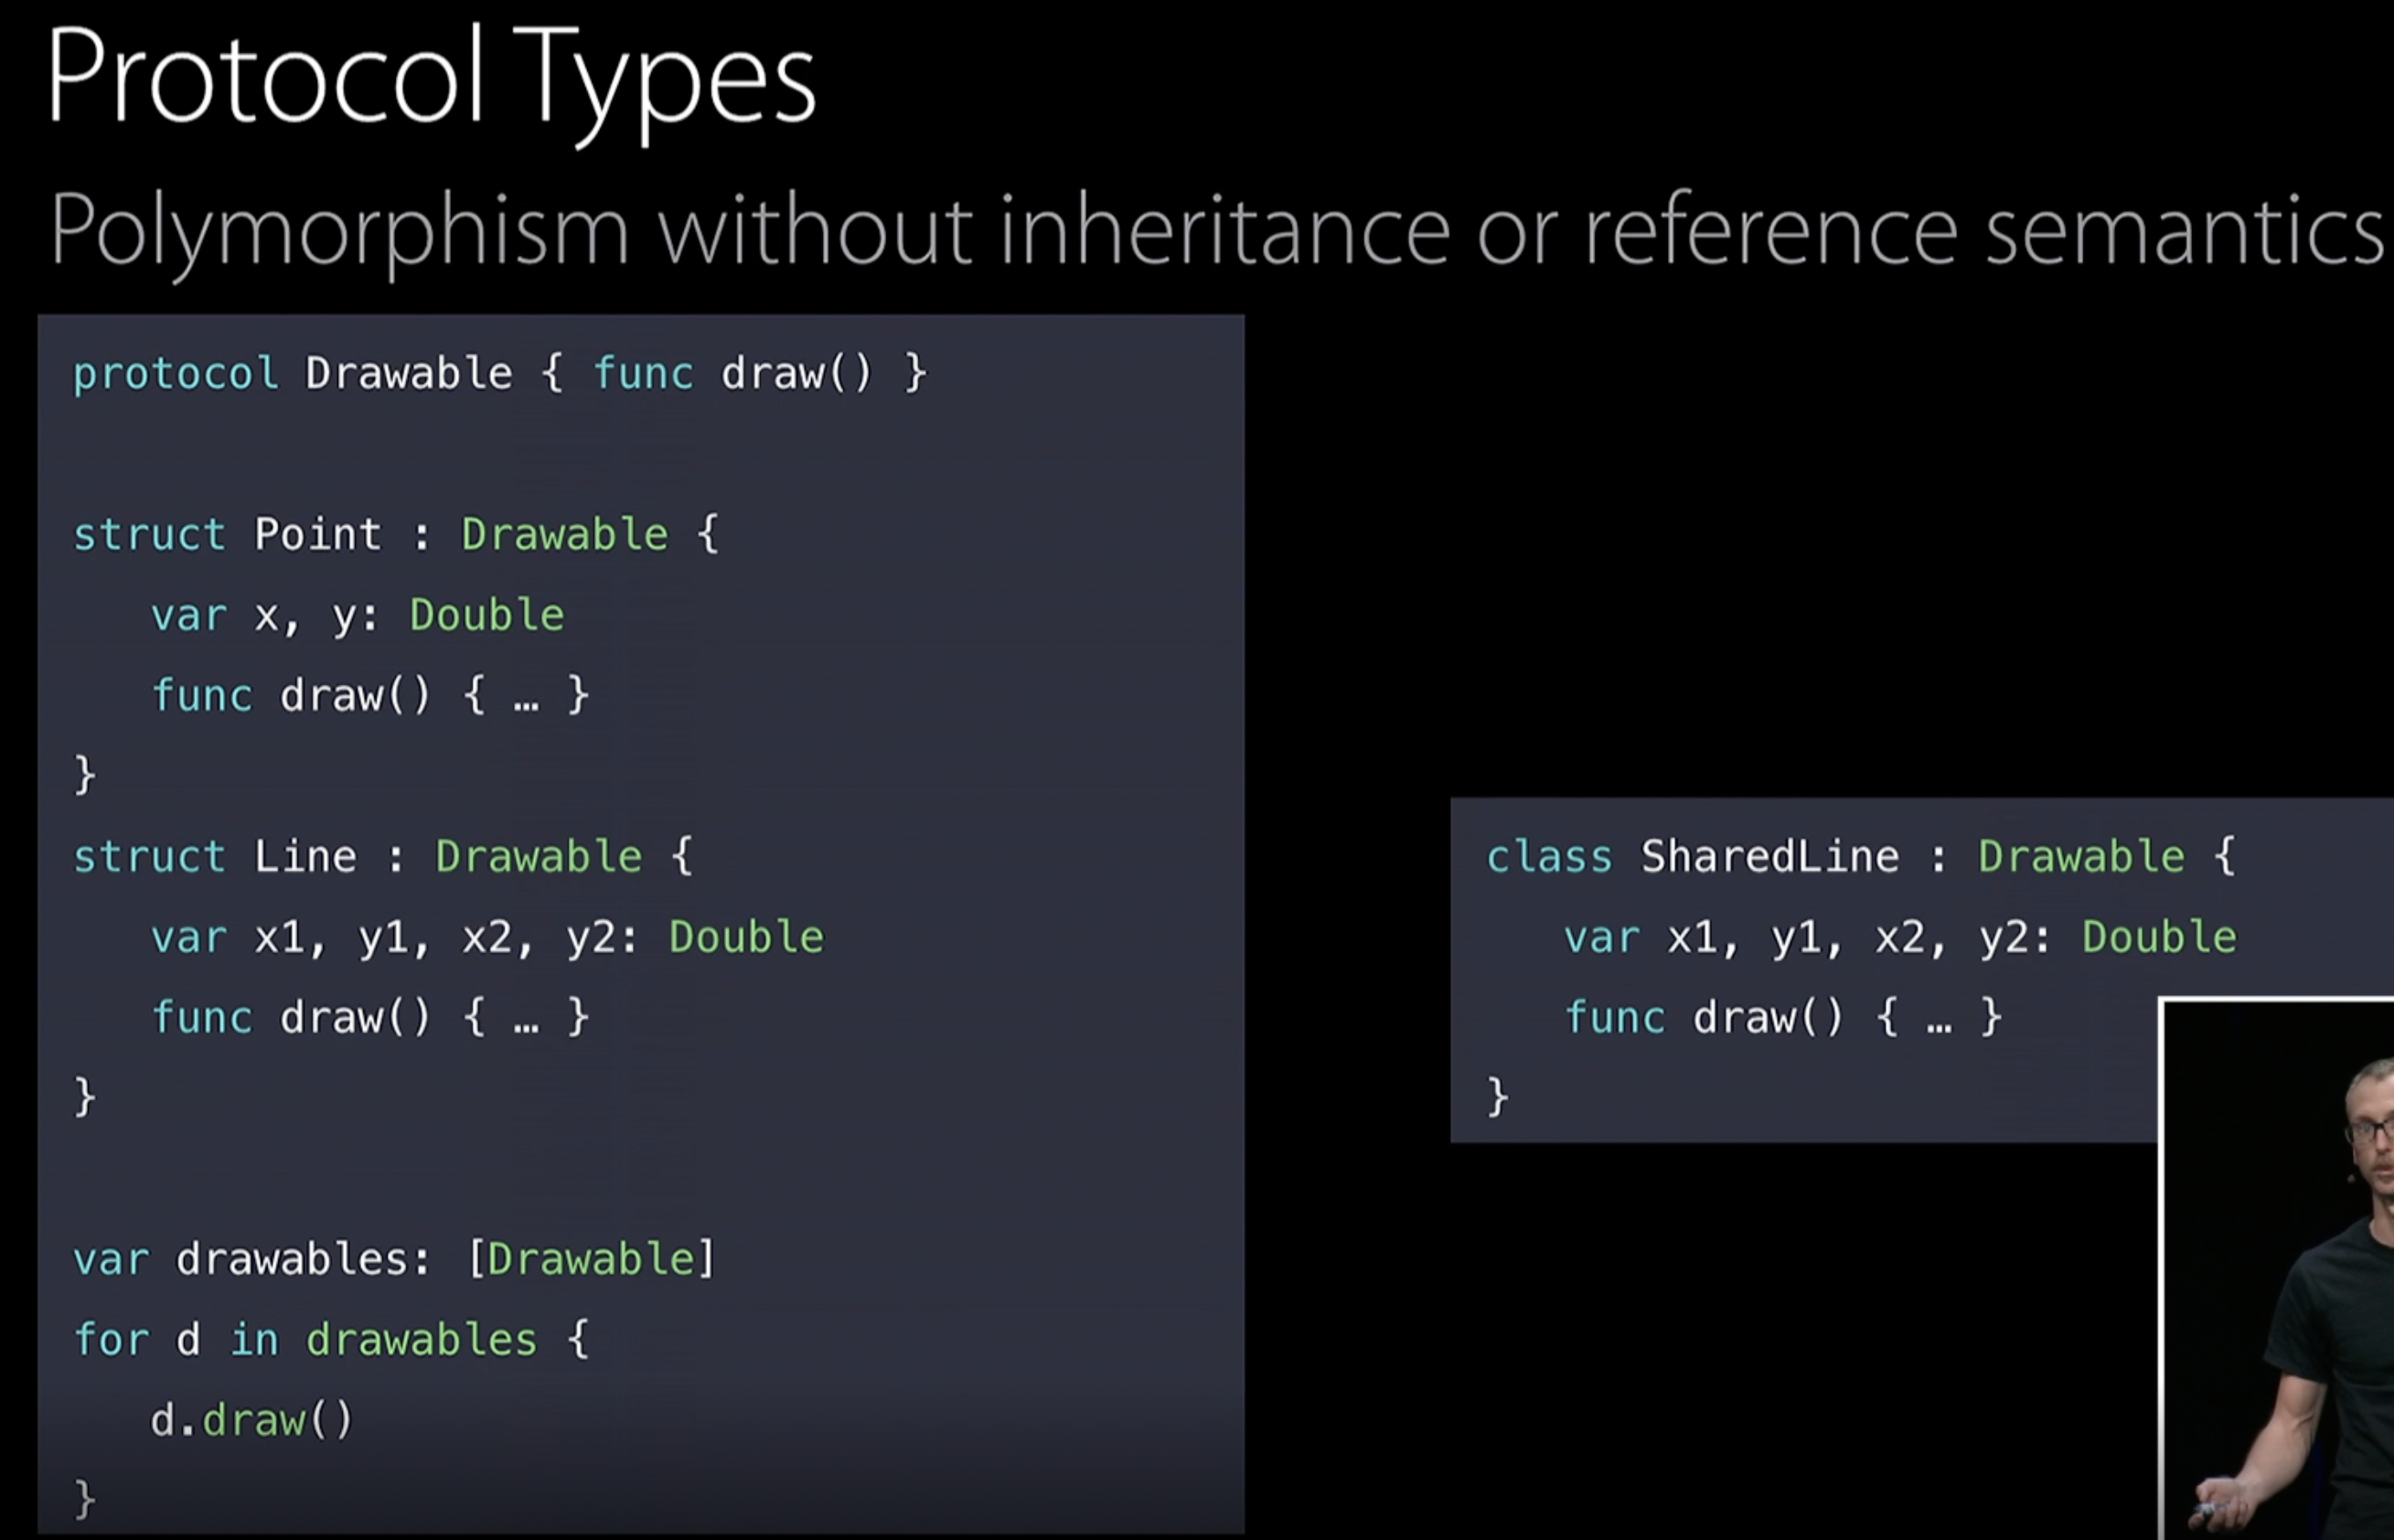 Protocol Types
Polymorphism without inheritance or reference semantics
protocol Drawable { func draw() }
struct Point : Drawable {
   var x, y: Double
   func draw() { … }
}
struct Line : Drawable {
   var x1, y1, x2, y2: Double
   func draw() { … }
}
var drawables: [Drawable]
for d in drawables {
   d.draw()
}
class SharedLine : Drawable {
   var x1, y1, x2, y2: Double
   func draw() { … }
}